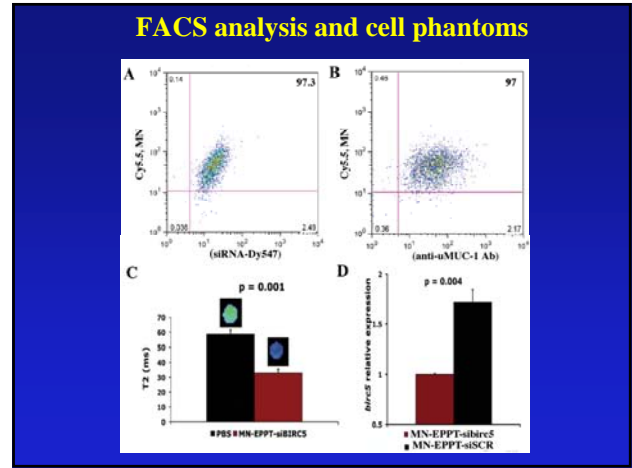 FACS analysis and cell phantoms
A
0.14
97.3
Cy5.5, MN
10⁴
10³
10²
10¹
10⁰
0.036
2.49
10⁰ 10¹ 10² 10³ 10⁴
(siRNA-Dy547)
B
0.46
97
Cy5.5, MN
10⁴
10³
10²
10¹
10⁰
0.36
2.17
10⁰ 10¹ 10² 10³ 10⁴
(anti-uMUC-1 Ab)
C
p = 0.001
T2 (ms)
70
60
50
40
30
20
10
0
PBS MN-EPPT-siBIRC5
D
p = 0.004
birc5 relative expression
2
1.5
1
0.5
MN-EPPT-sibirc5
MN-EPPT-siSCR